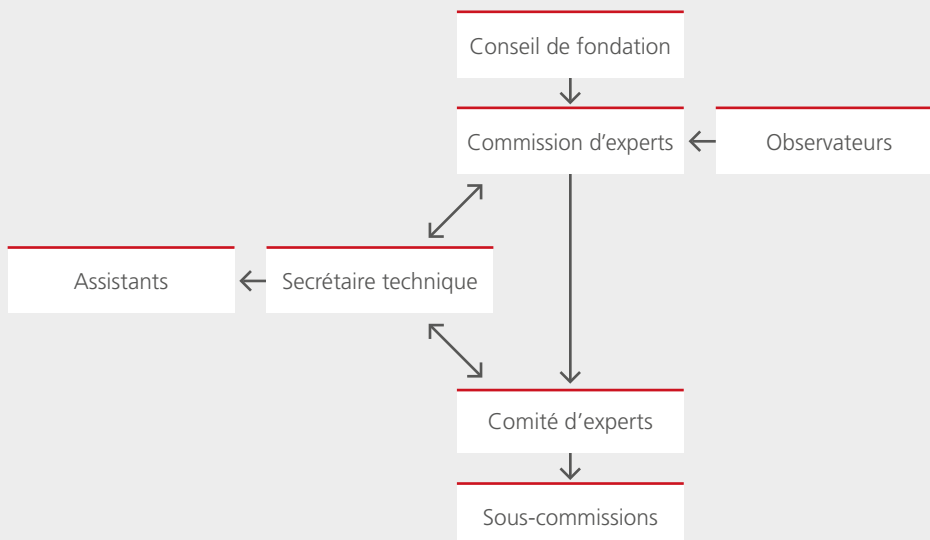 Conseil de fondation
Commission d’experts
Observateurs
Assistants
Secrétaire technique
Comité d’experts
Sous-commissions